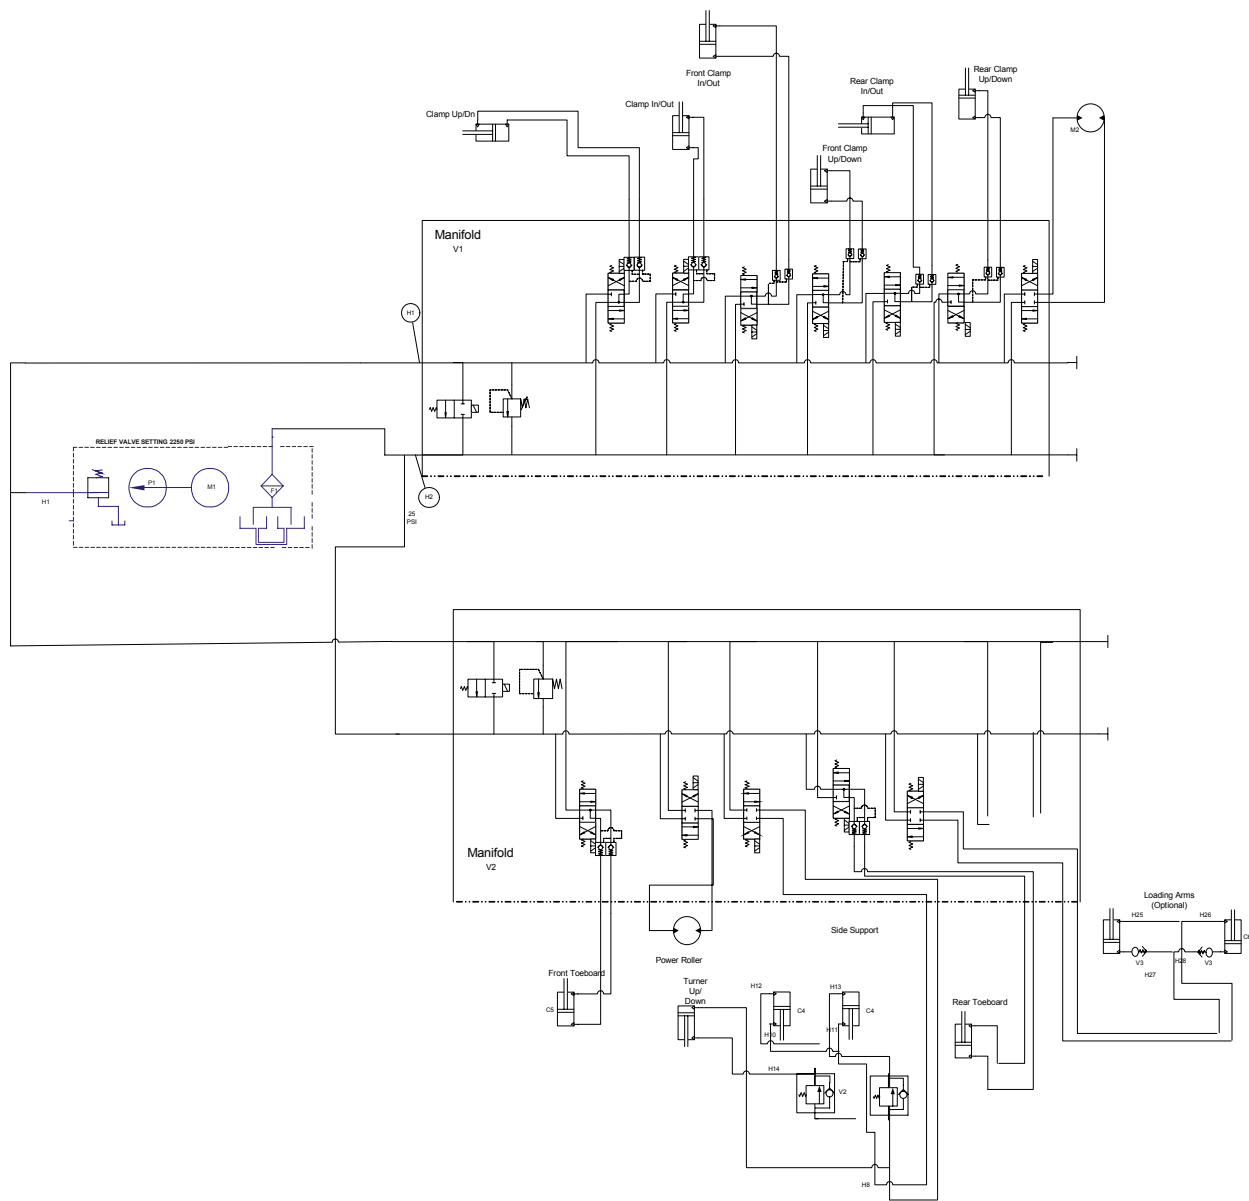 Front Clamp
In/Out
Rear Clamp
Up/Down
Rear Clamp
In/Out
Clamp In/Out
Clamp Up/Dn
M2
Front Clamp
Up/Down
Manifold
V1
H1
RELIEF VALVE SETTING 2250 PSI
P1
M1
F1
H1
H2
25
PSI
Manifold
V2
Loading Arms
(Optional)
H25
H26
V3
H28
V3
H27
Side Support
Power Roller
Front Toeboard
C5
Turner
Up/
Down
H12
H13
C4
C4
H10
H11
Rear Toeboard
H14
V2
H8